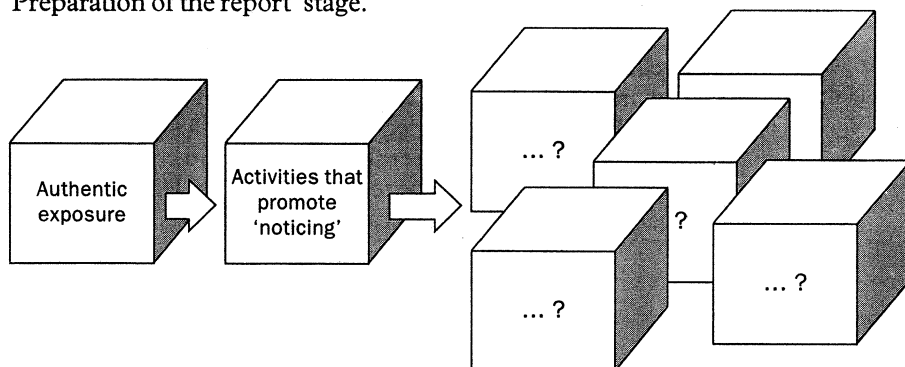 'Preparation of the report' stage.
Authentic
exposure
Activities that
promote
'noticing'
... ?
?
... ?
... ?